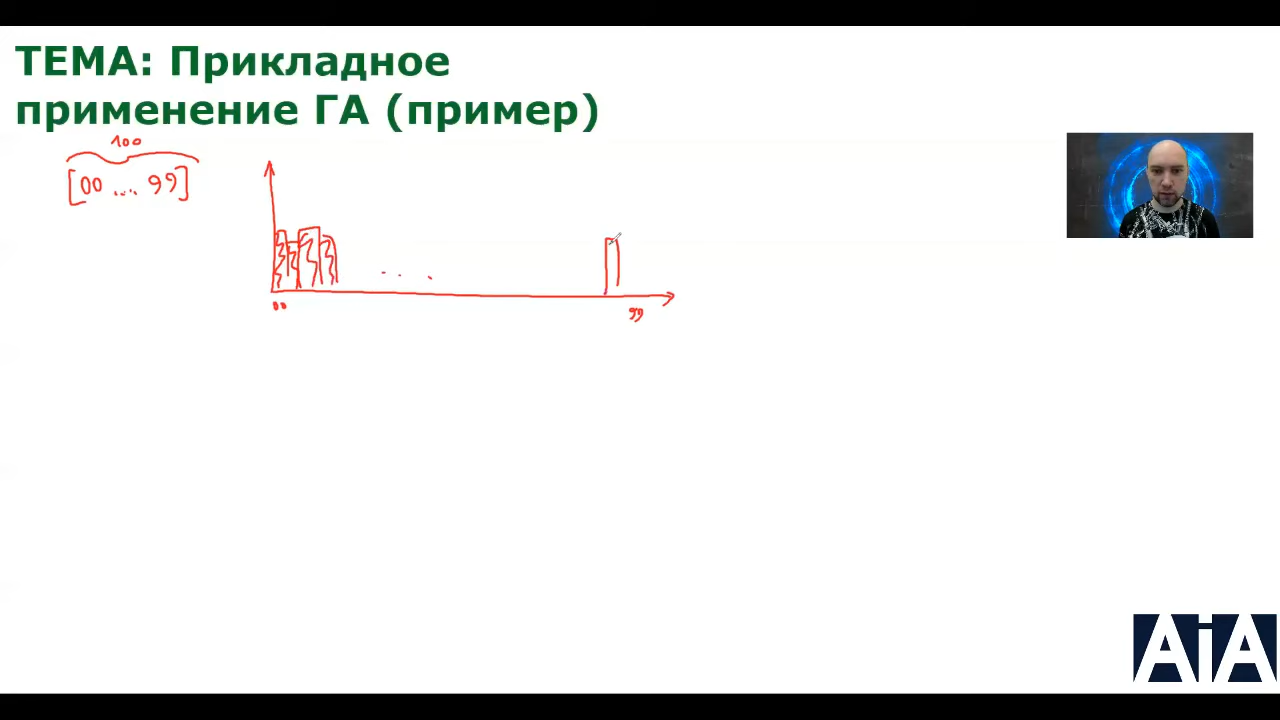 ТЕМА: Прикладное
применение ГА (пример)
100
[00 .... 99]
00
99
AiA